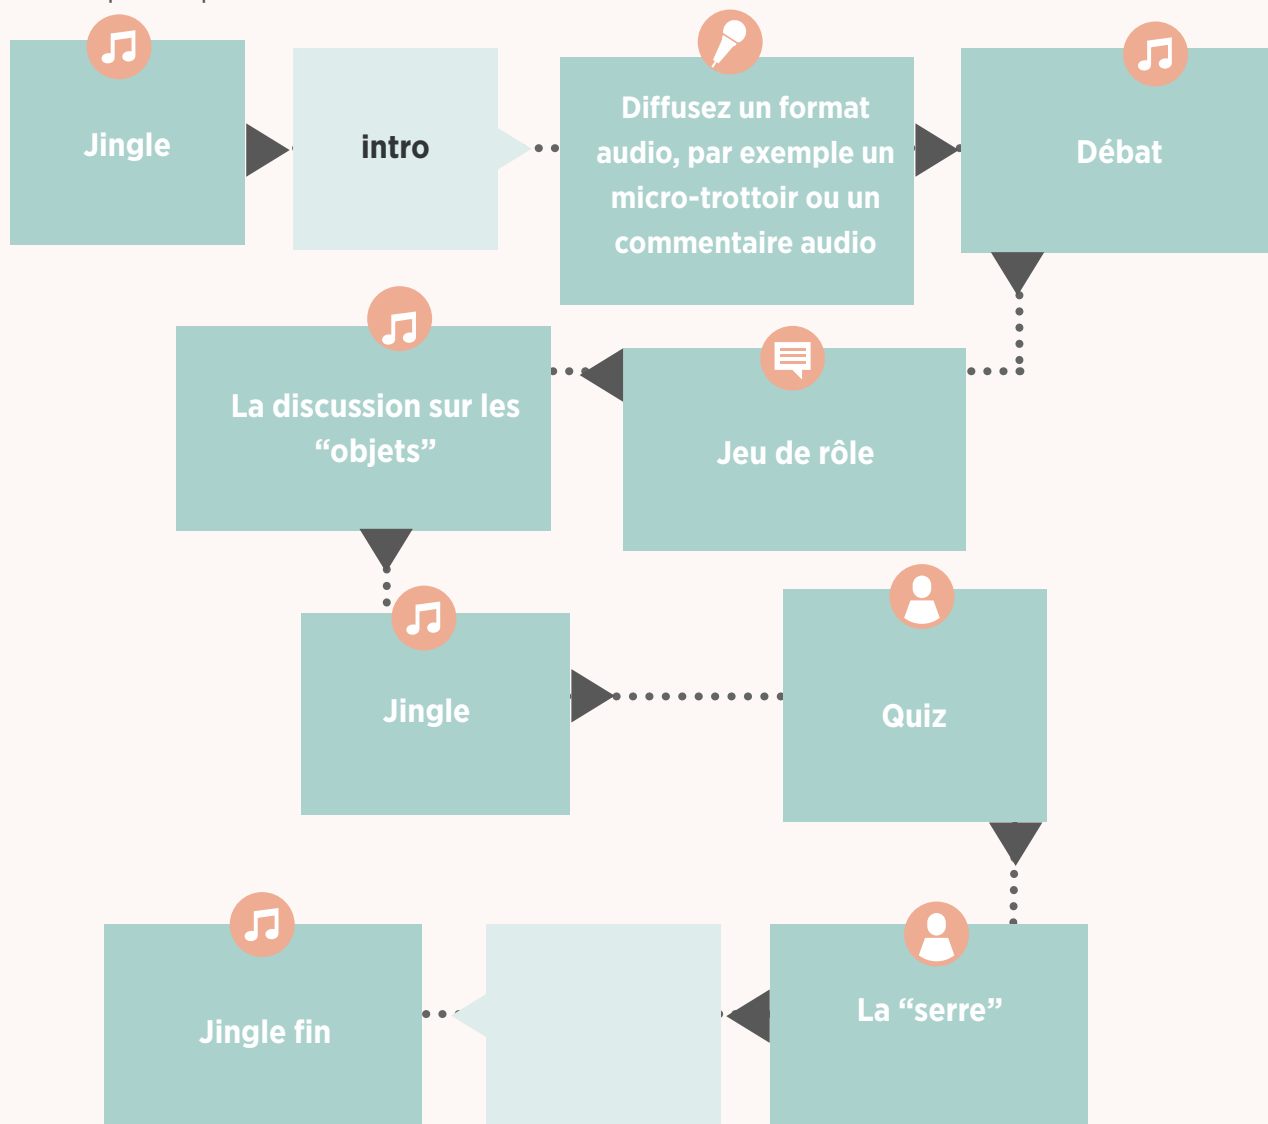 Jingle
intro
Diffusez un format
audio, par exemple un
micro-trottoir ou un
commentaire audio
Débat
La discussion sur les
“objets”
Jeu de rôle
Jingle
Quiz
La “serre”
Jingle fin